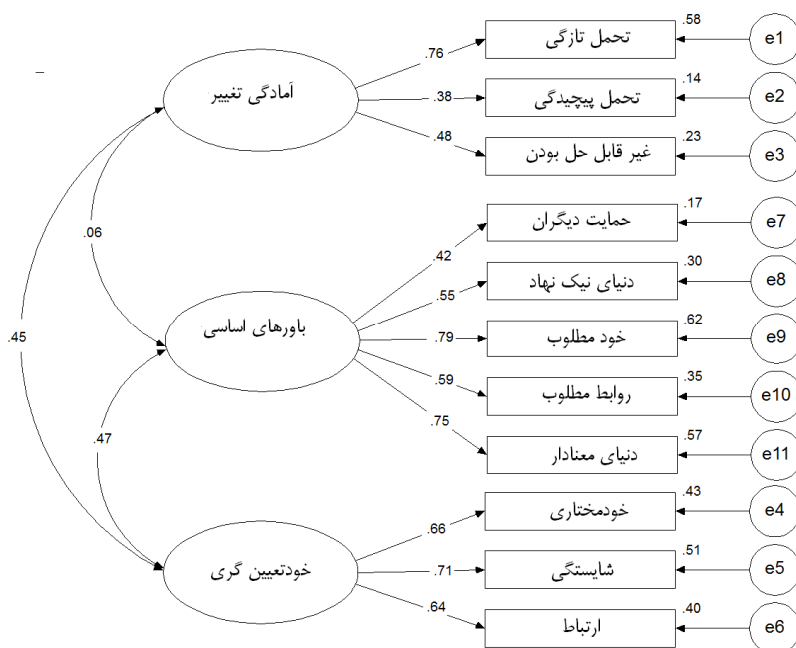 .58
e1
تحمل تازگی
.76
آمادگی تغییر
.14
e2
تحمل پیچیدگی
.38
.23
e3
غیر قابل حل بودن
.48
.17
e7
حمایت دیگران
.42
.06
.30
e8
دنیای نیک نهاد
.55
باورهای اساسی
.62
e9
خود مطلوب
.79
.45
.35
e10
روابط مطلوب
.59
.57
e11
دنیای معنادار
.75
.47
.43
e4
خودمختاری
.66
خودتعیین گری
.51
e5
شایستگی
.71
.40
e6
ارتباط
.64